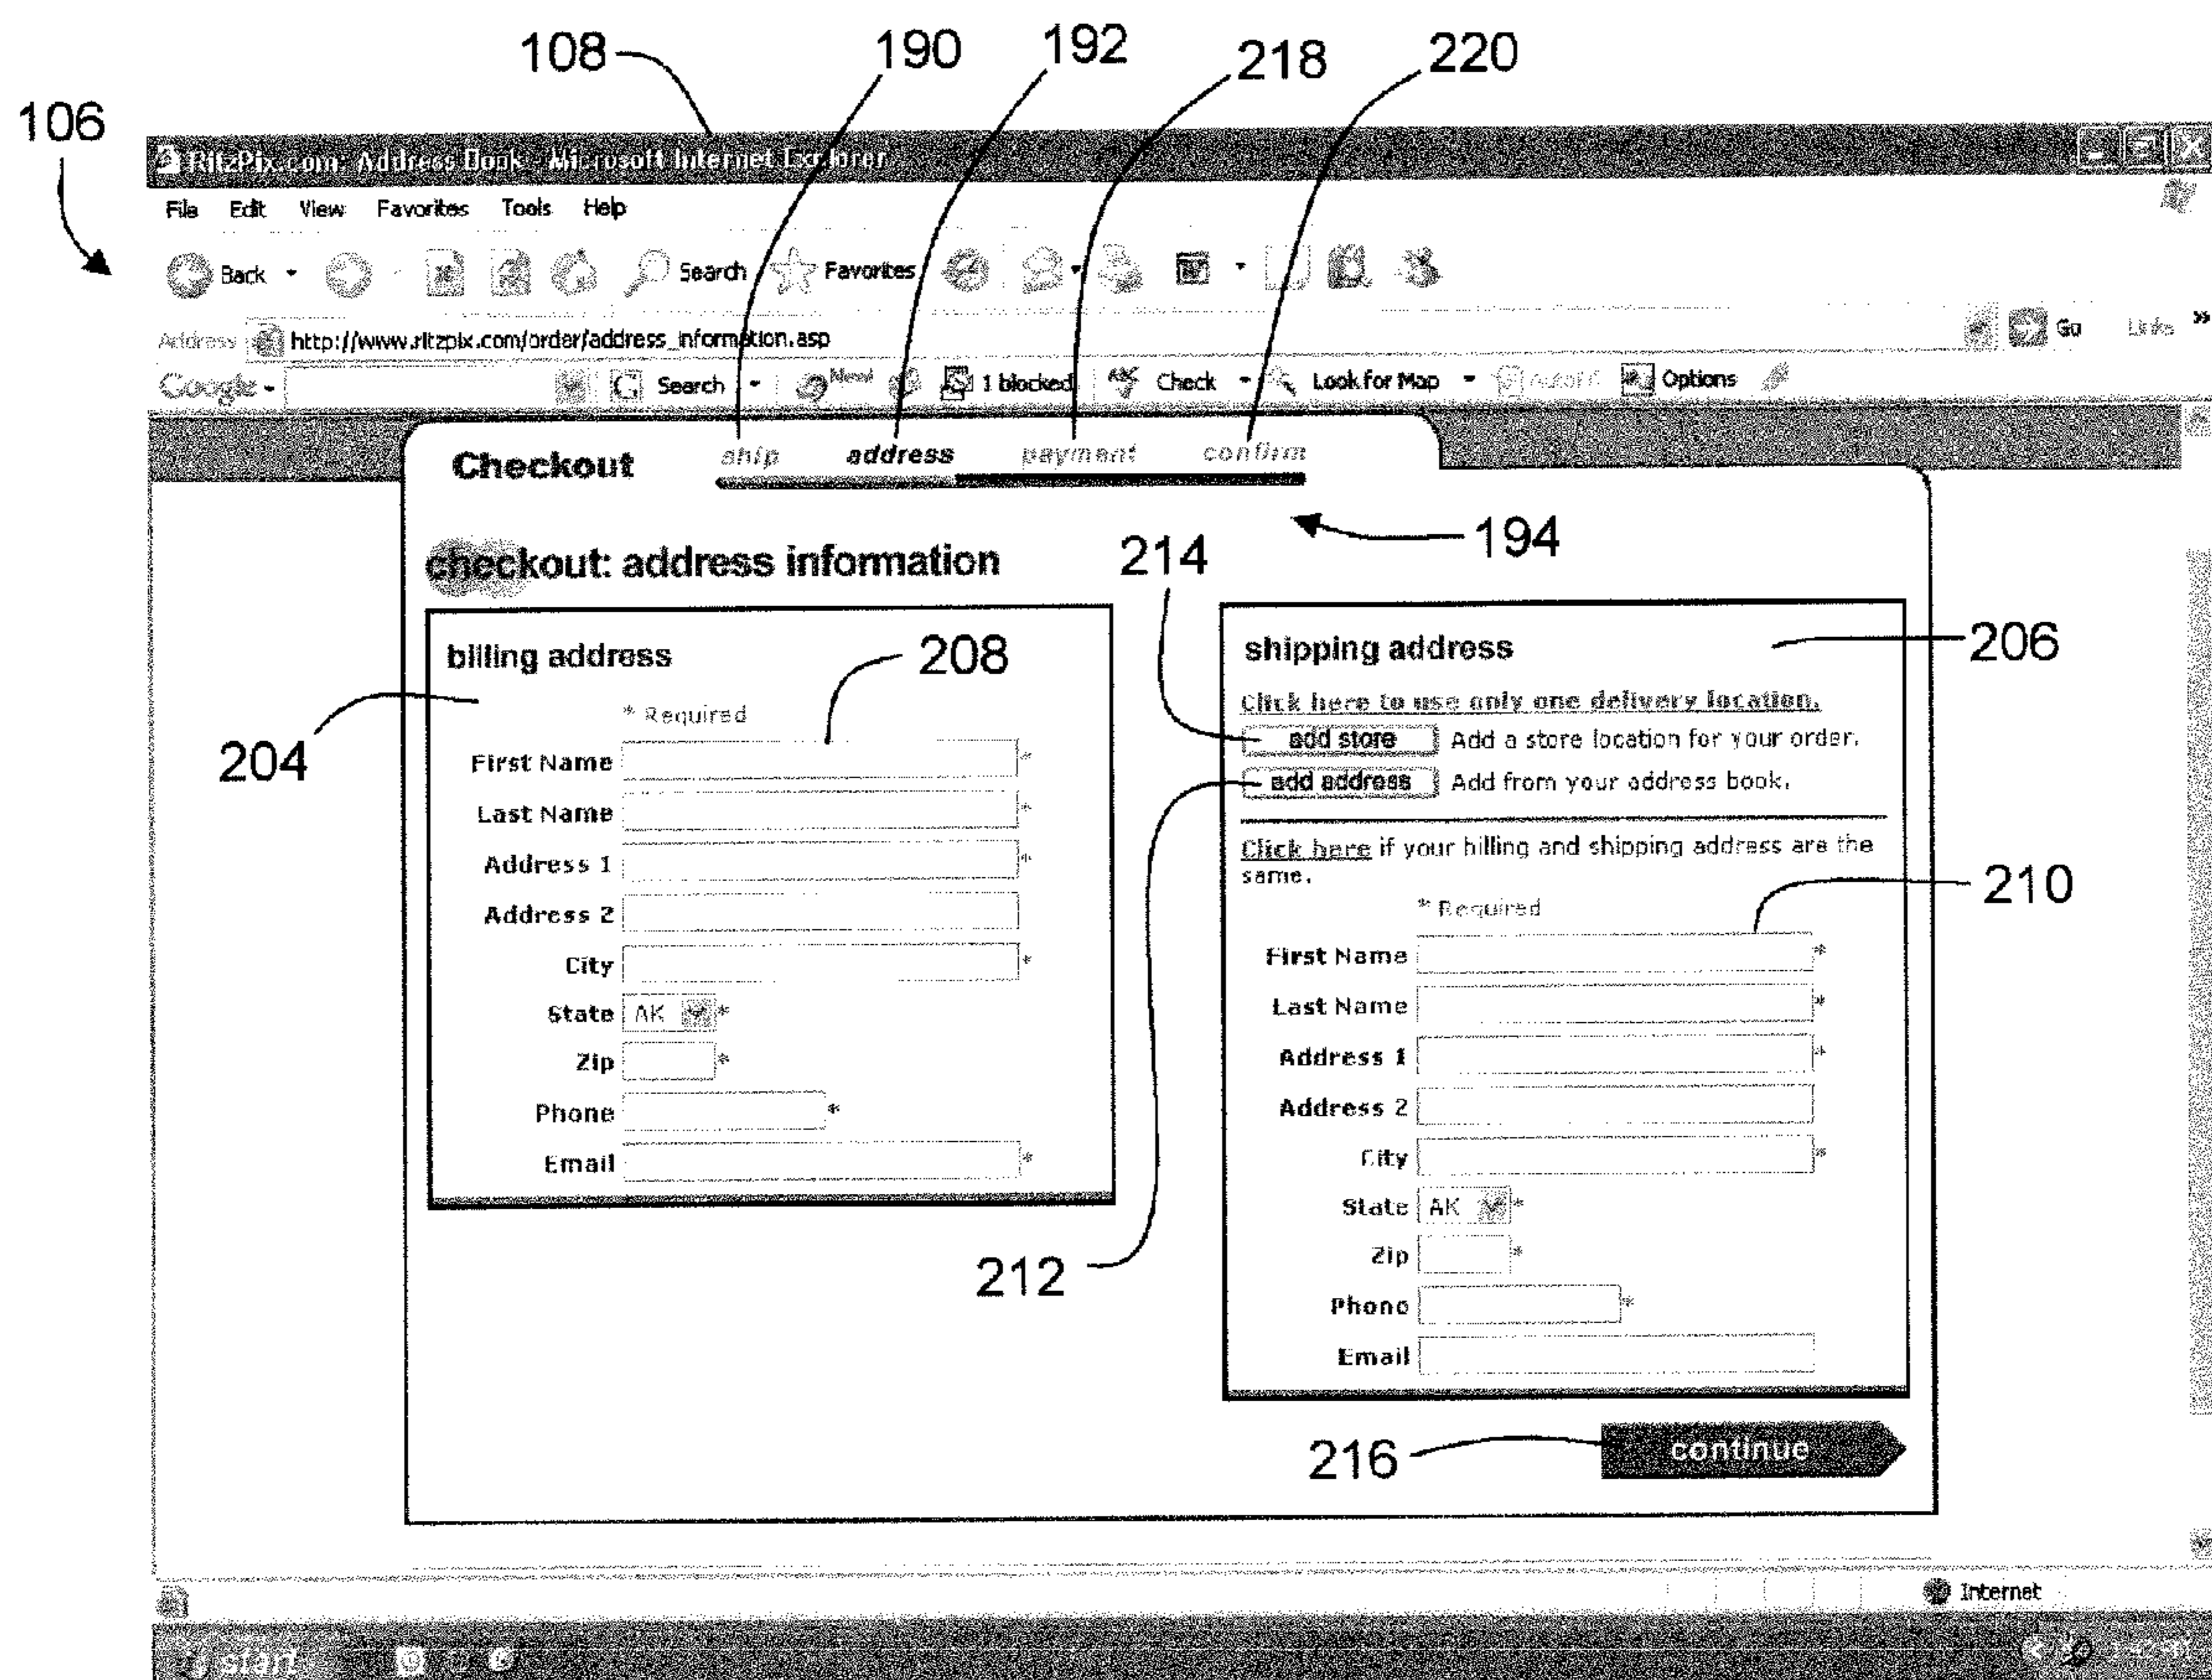 108 190 192 218 220
106
RitzPix.com: Address Book - Microsoft Internet Explorer
File Edit View Favorites Tools Help
Back Search Favorites
Address http://www.ritzpix.com/order/address_information.asp Go Links »
Google Search New! 1 blocked Check Look for Map Options
Checkout ship address payment confirm
194
checkout: address information
214
billing address
208
204
* Required
First Name *
Last Name *
Address 1 *
Address 2
City *
State AK *
Zip *
Phone *
Email *
shipping address
206
Click here to use only one delivery location.
add store Add a store location for your order.
add address Add from your address book.
Click here if your billing and shipping address are the
same.
210
* Required
First Name *
Last Name *
Address 1 *
Address 2
City *
State AK *
Zip *
Phone *
Email
212
216
continue
Internet
start